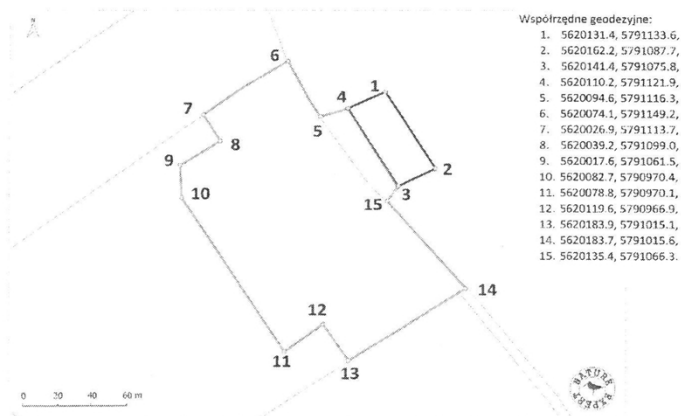 N
Współrzędne geodezyjne:
1. 5620131.4, 5791133.6,
2. 5620162.2, 5791087.7,
3. 5620141.4, 5791075.8,
4. 5620110.2, 5791121.9,
5. 5620094.6, 5791116.3,
6. 5620074.1, 5791149.2,
7. 5620026.9, 5791113.7,
8. 5620039.2, 5791099.0,
9. 5620017.6, 5791061.5,
10. 5620082.7, 5790970.4,
11. 5620078.8, 5790970.1,
12. 5620119.6, 5790966.9,
13. 5620183.9, 5791015.1,
14. 5620183.7, 5791015.6,
15. 5620135.4, 5791066.3.
6
1
4
7
5
8
2
9
3
10
15
14
12
11
13
0 20 40 60 m
NATURE EXPERT